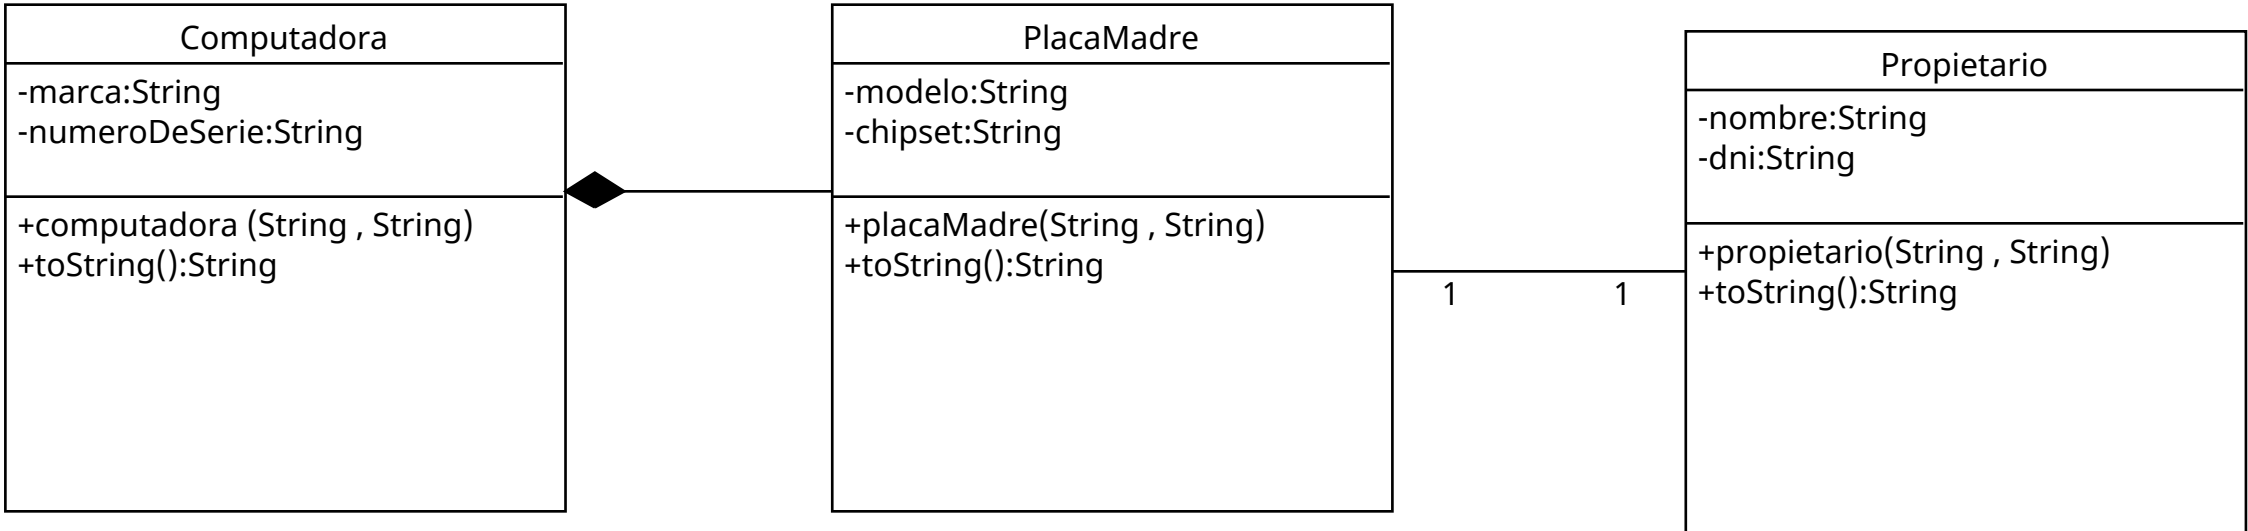 Computadora
-marca:String
-numeroDeSerie:String
+computadora (String , String)
+toString():String
PlacaMadre
-modelo:String
-chipset:String
+placaMadre(String , String)
+toString():String
1
1
Propietario
-nombre:String
-dni:String
+propietario(String , String)
+toString():String